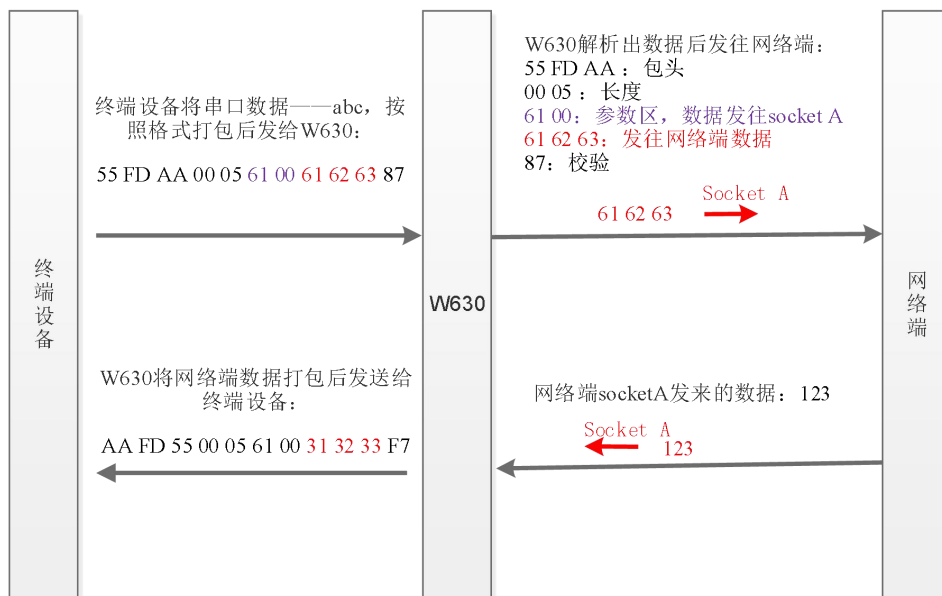 终端设备将串口数据——abc，按
照格式打包后发给W630：
55 FD AA 00 05 61 00 61 62 63 87
W630解析出数据后发往网络端：
55 FD AA ：包头
00 05：长度
61 00：参数区，数据发往socket A
61 62 63：发往网络端数据
87：校验
Socket A
61 62 63
终端设备
W630
网络端
W630将网络端数据打包后发送给
终端设备：
AA FD 55 00 05 61 00 31 32 33 F7
网络端socketA发来的数据：123
Socket A
123